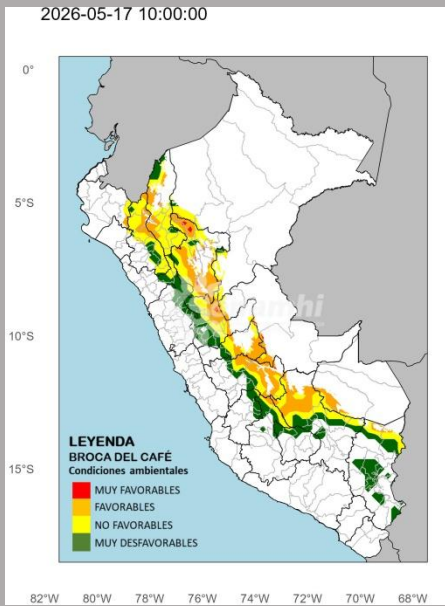 2026-05-17 10:00:00
0°
5°S
10°S
15°S
senamhi
LEYENDA
BROCA DEL CAFÉ
Condiciones ambientales
MUY FAVORABLES
FAVORABLES
NO FAVORABLES
MUY DESFAVORABLES
82°W 80°W 78°W 76°W 74°W 72°W 70°W 68°W